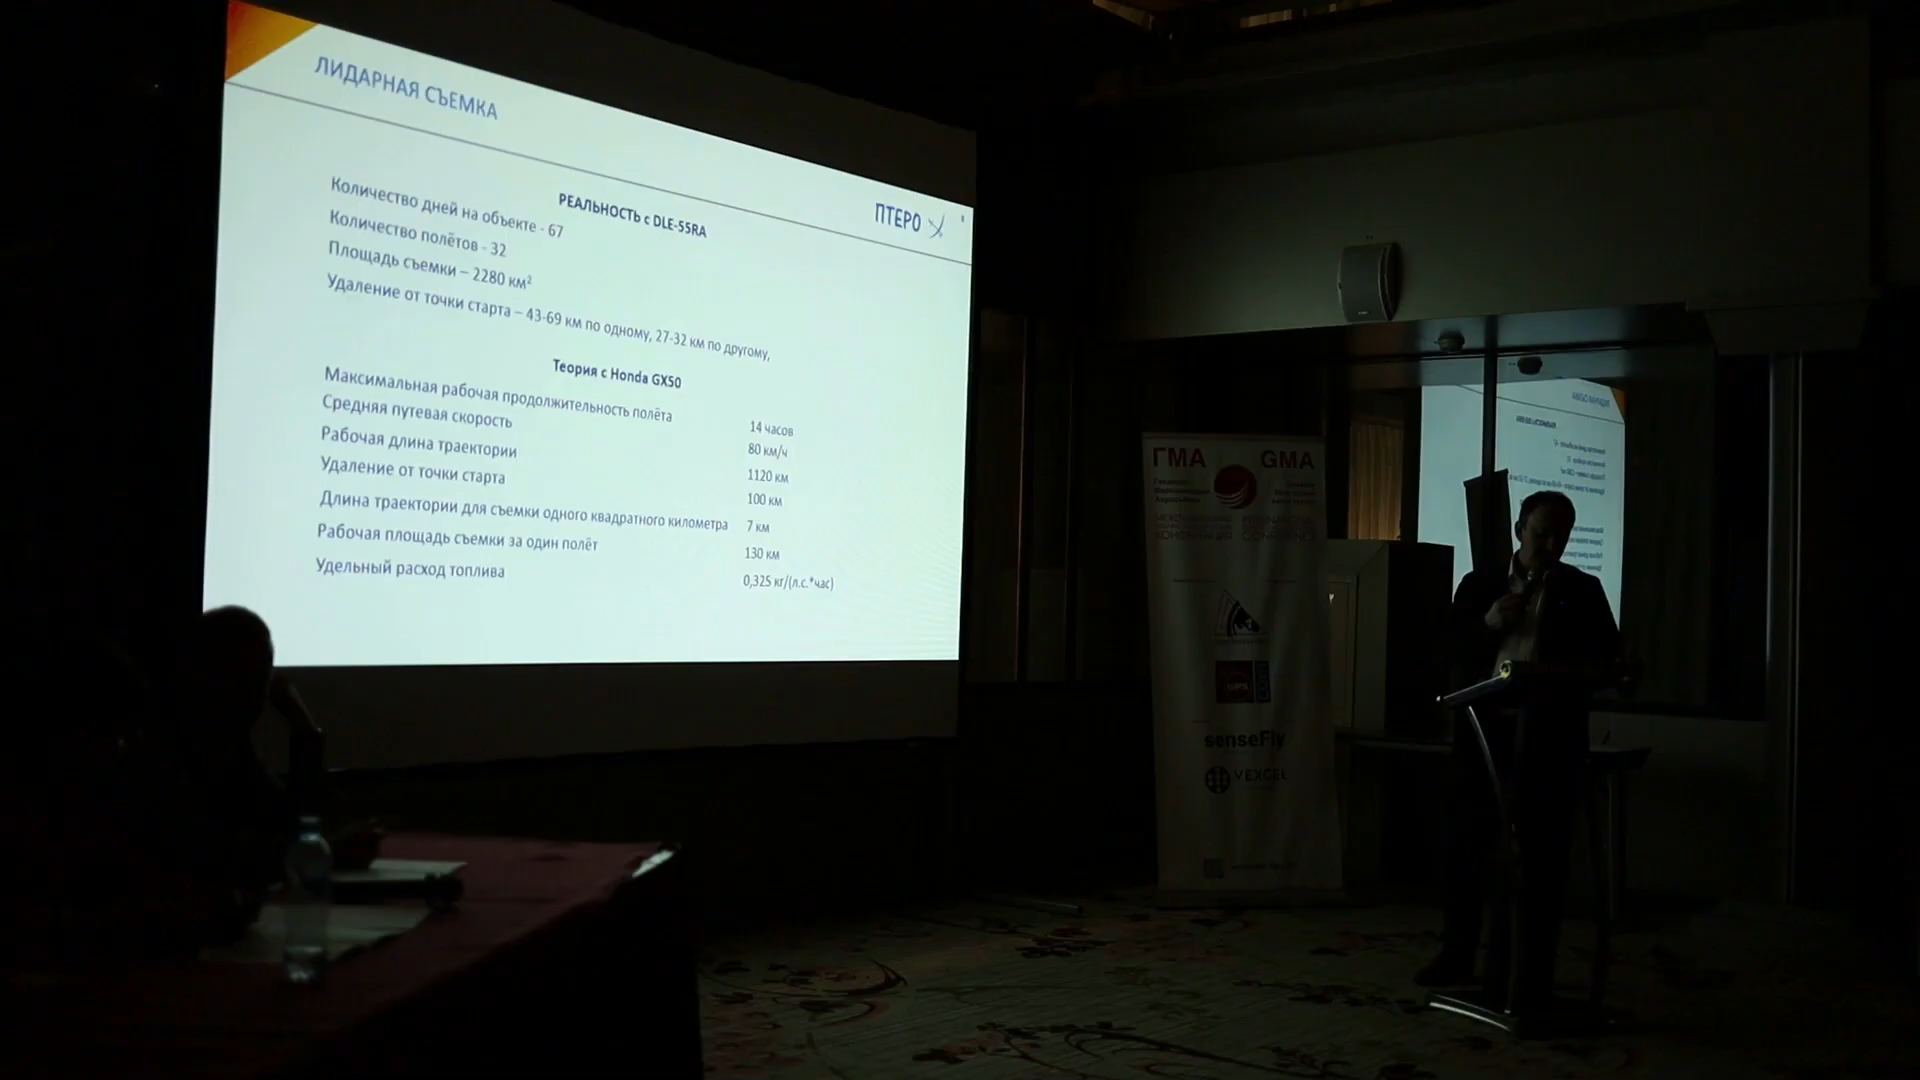 ЛИДАРНАЯ СЪЕМКА
ПТЕРО
РЕАЛЬНОСТЬ с DLE-55RA
Количество дней на объекте - 67
Количество полётов - 32
Площадь съемки – 2280 км²
Удаление от точки старта – 43-69 км по одному, 27-32 км по другому,
Теория с Honda GX50
Максимальная рабочая продолжительность полёта 14 часов
Средняя путевая скорость 80 км/ч
Рабочая длина траектории 1120 км
Удаление от точки старта 100 км
Длина траектории для съемки одного квадратного километра 7 км
Рабочая площадь съемки за один полёт 130 км
Удельный расход топлива 0,325 кг/(л.с.*час)
ГМА GMA
senseFly
VEXCEL